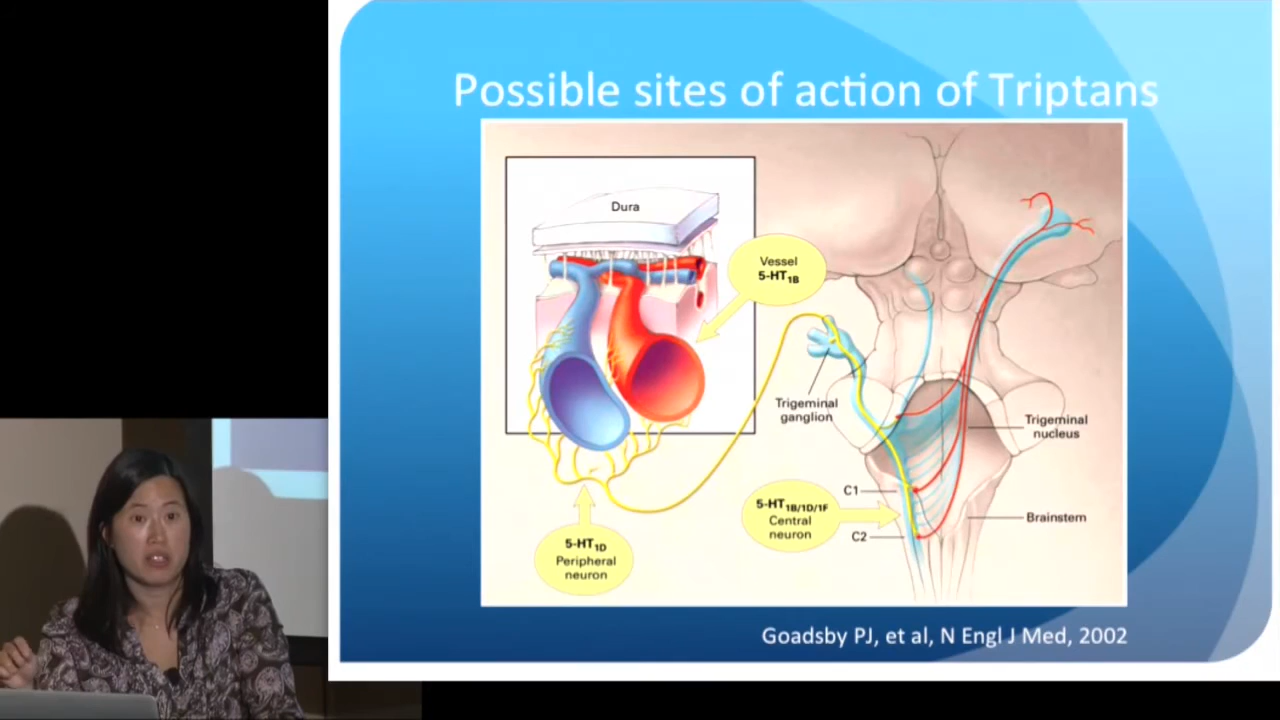 Possible sites of action of Triptans
Dura
Vessel
5-HT1B
Trigeminal
ganglion
Trigeminal
nucleus
C1
5-HT1B/1D/1F
Central
neuron
C2
Brainstem
5-HT1D
Peripheral
neuron
Goadsby PJ, et al, N Engl J Med, 2002